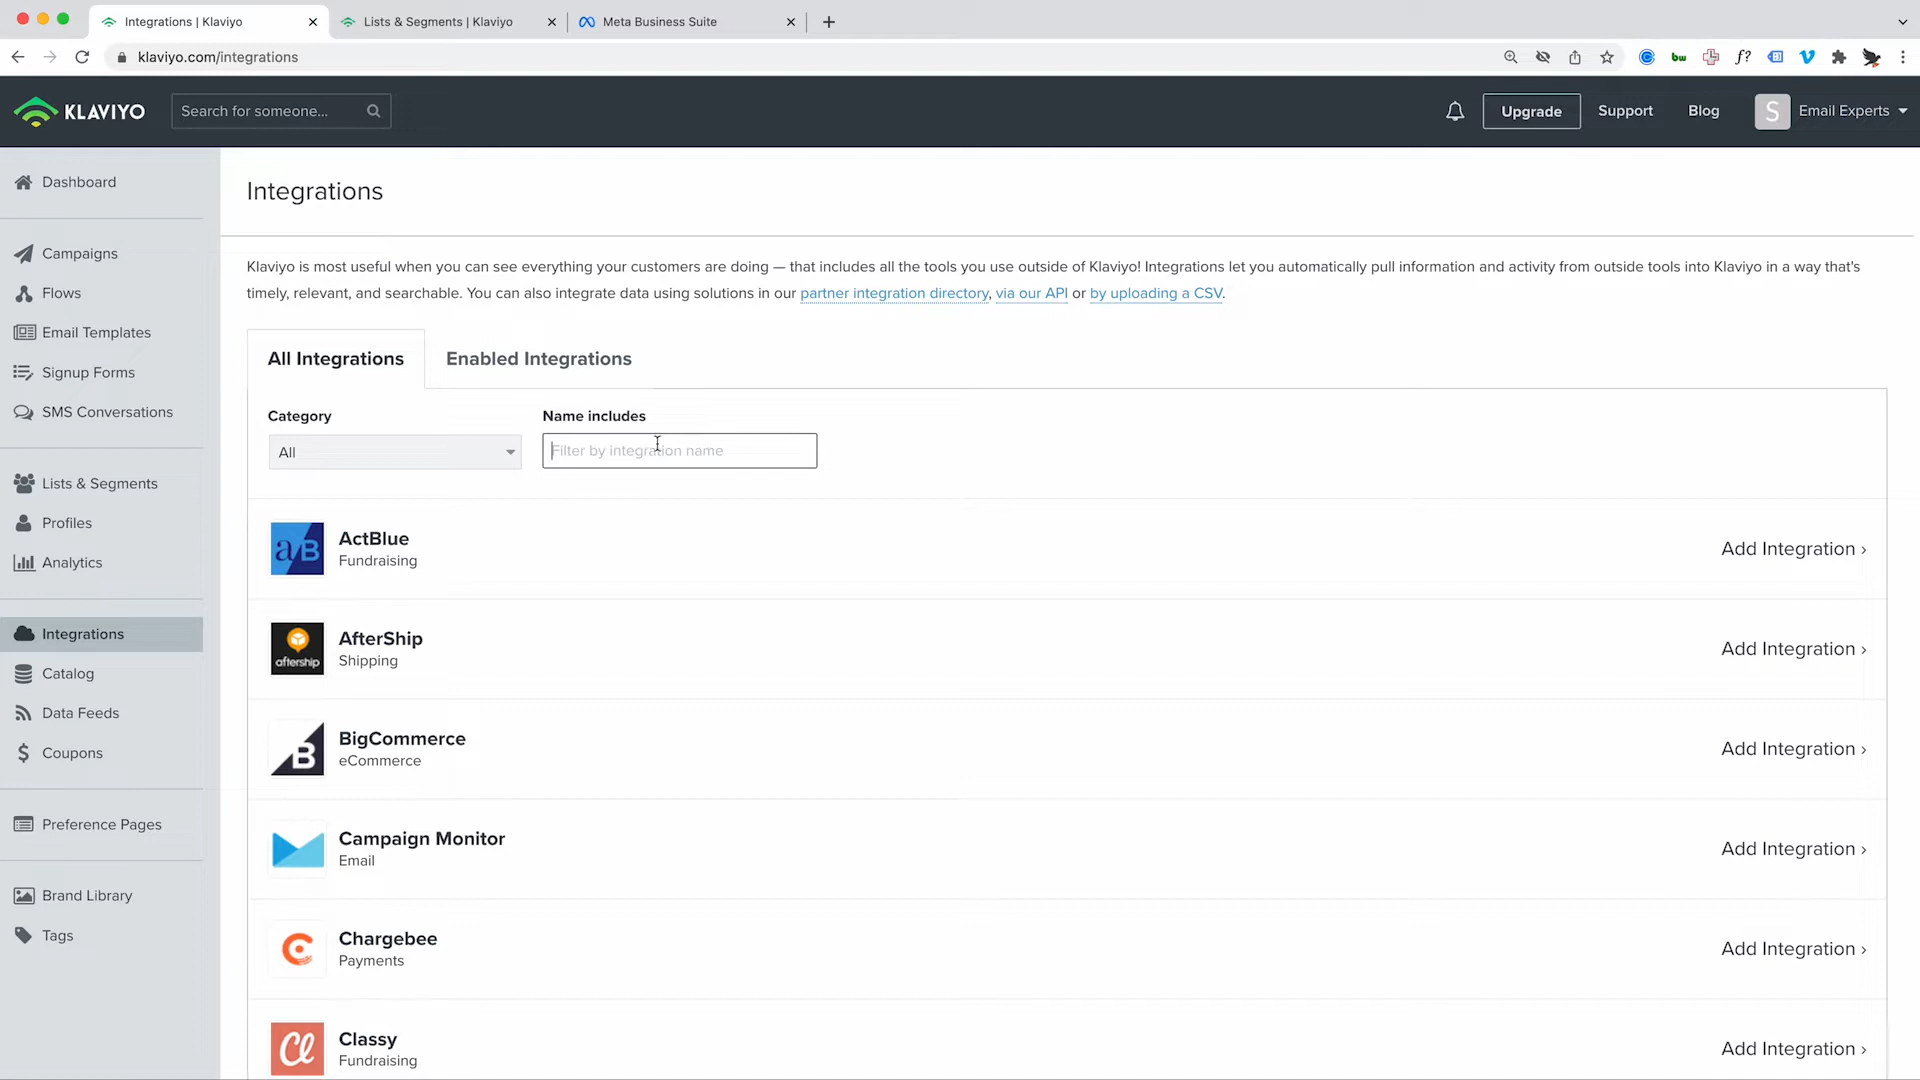 Integrations | Klaviyo
Lists & Segments | Klaviyo
Meta Business Suite
klaviyo.com/integrations
bw
f?
KLAVIYO
Search for someone...
Upgrade
Support
Blog
S
Email Experts
Dashboard
Campaigns
Flows
Email Templates
Signup Forms
SMS Conversations
Lists & Segments
Profiles
Analytics
Integrations
Catalog
Data Feeds
Coupons
Preference Pages
Brand Library
Tags
Integrations
Klaviyo is most useful when you can see everything your customers are doing — that includes all the tools you use outside of Klaviyo! Integrations let you automatically pull information and activity from outside tools into Klaviyo in a way that's
timely, relevant, and searchable. You can also integrate data using solutions in our partner integration directory, via our API or by uploading a CSV.
All Integrations
Enabled Integrations
Category
Name includes
All
Filter by integration name
a/B
ActBlue
Fundraising
Add Integration ›
aftership
AfterShip
Shipping
Add Integration ›
B
BigCommerce
eCommerce
Add Integration ›
Campaign Monitor
Email
Add Integration ›
Chargebee
Payments
Add Integration ›
Cl
Classy
Fundraising
Add Integration ›